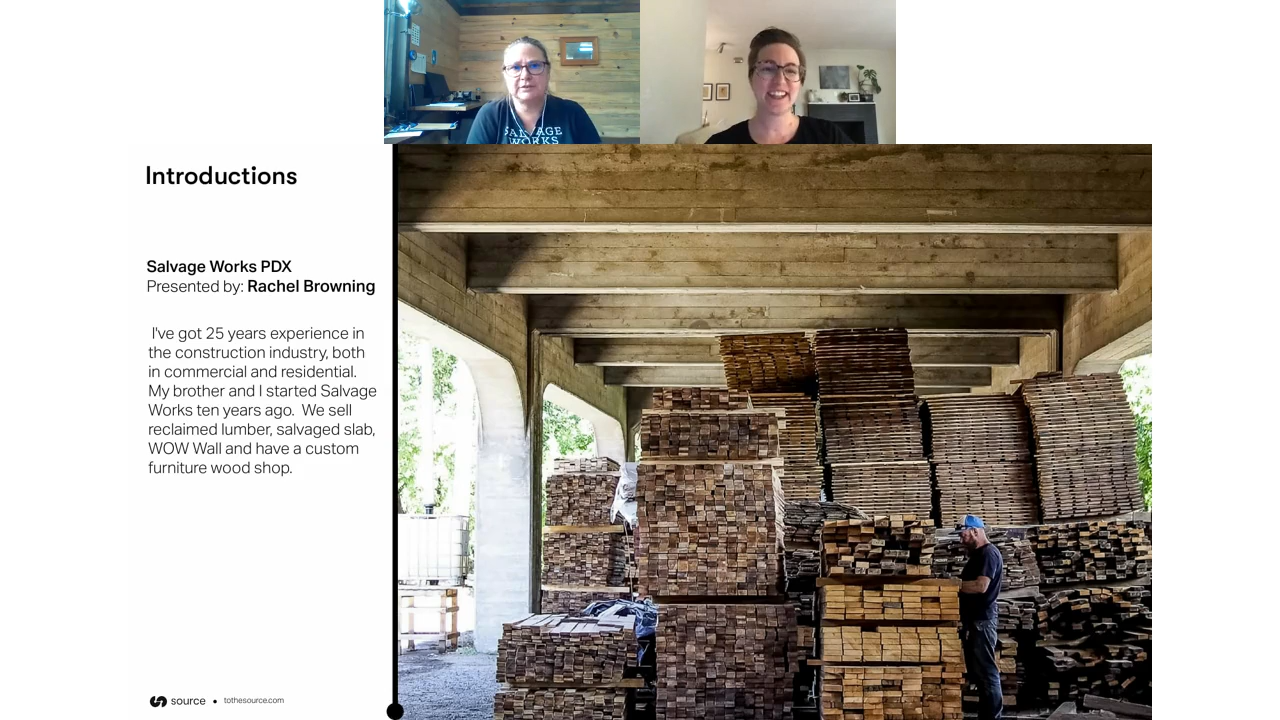 SALVAGE
WORKS
Introductions
Salvage Works PDX
Presented by: Rachel Browning
I've got 25 years experience in
the construction industry, both
in commercial and residential.
My brother and I started Salvage
Works ten years ago. We sell
reclaimed lumber, salvaged slab,
WOW Wall and have a custom
furniture wood shop.
source • tothesource.com